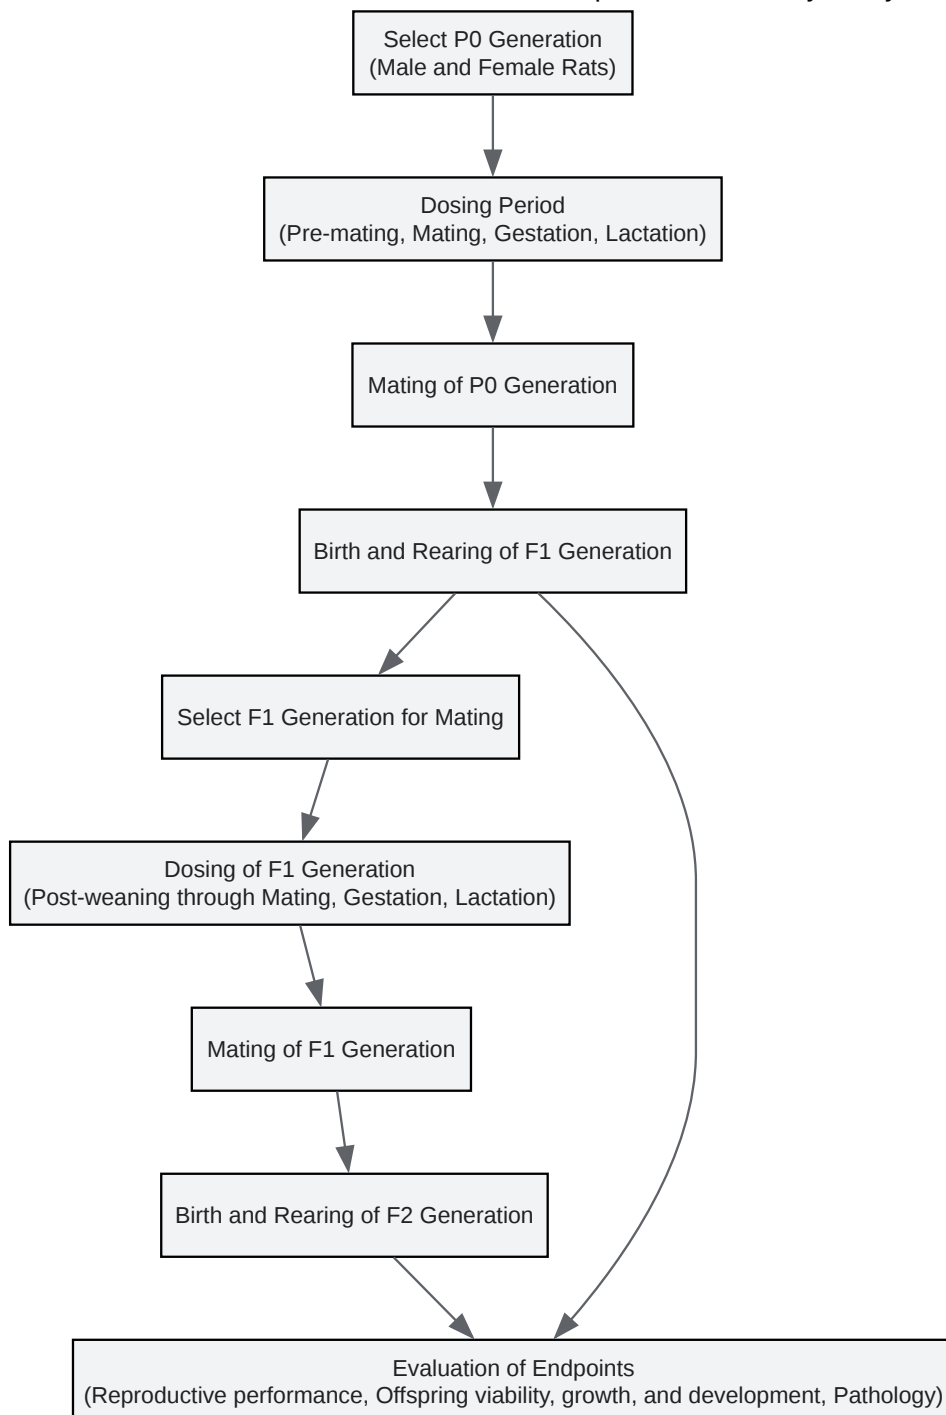 Select P0 Generation
(Male and Female Rats)
Dosing Period
(Pre-mating, Mating, Gestation, Lactation)
Mating of P0 Generation
Birth and Rearing of F1 Generation
Select F1 Generation for Mating
Dosing of F1 Generation
(Post-weaning through Mating, Gestation, Lactation)
Mating of F1 Generation
Birth and Rearing of F2 Generation
Evaluation of Endpoints
(Reproductive performance, Offspring viability, growth, and development, Pathology)